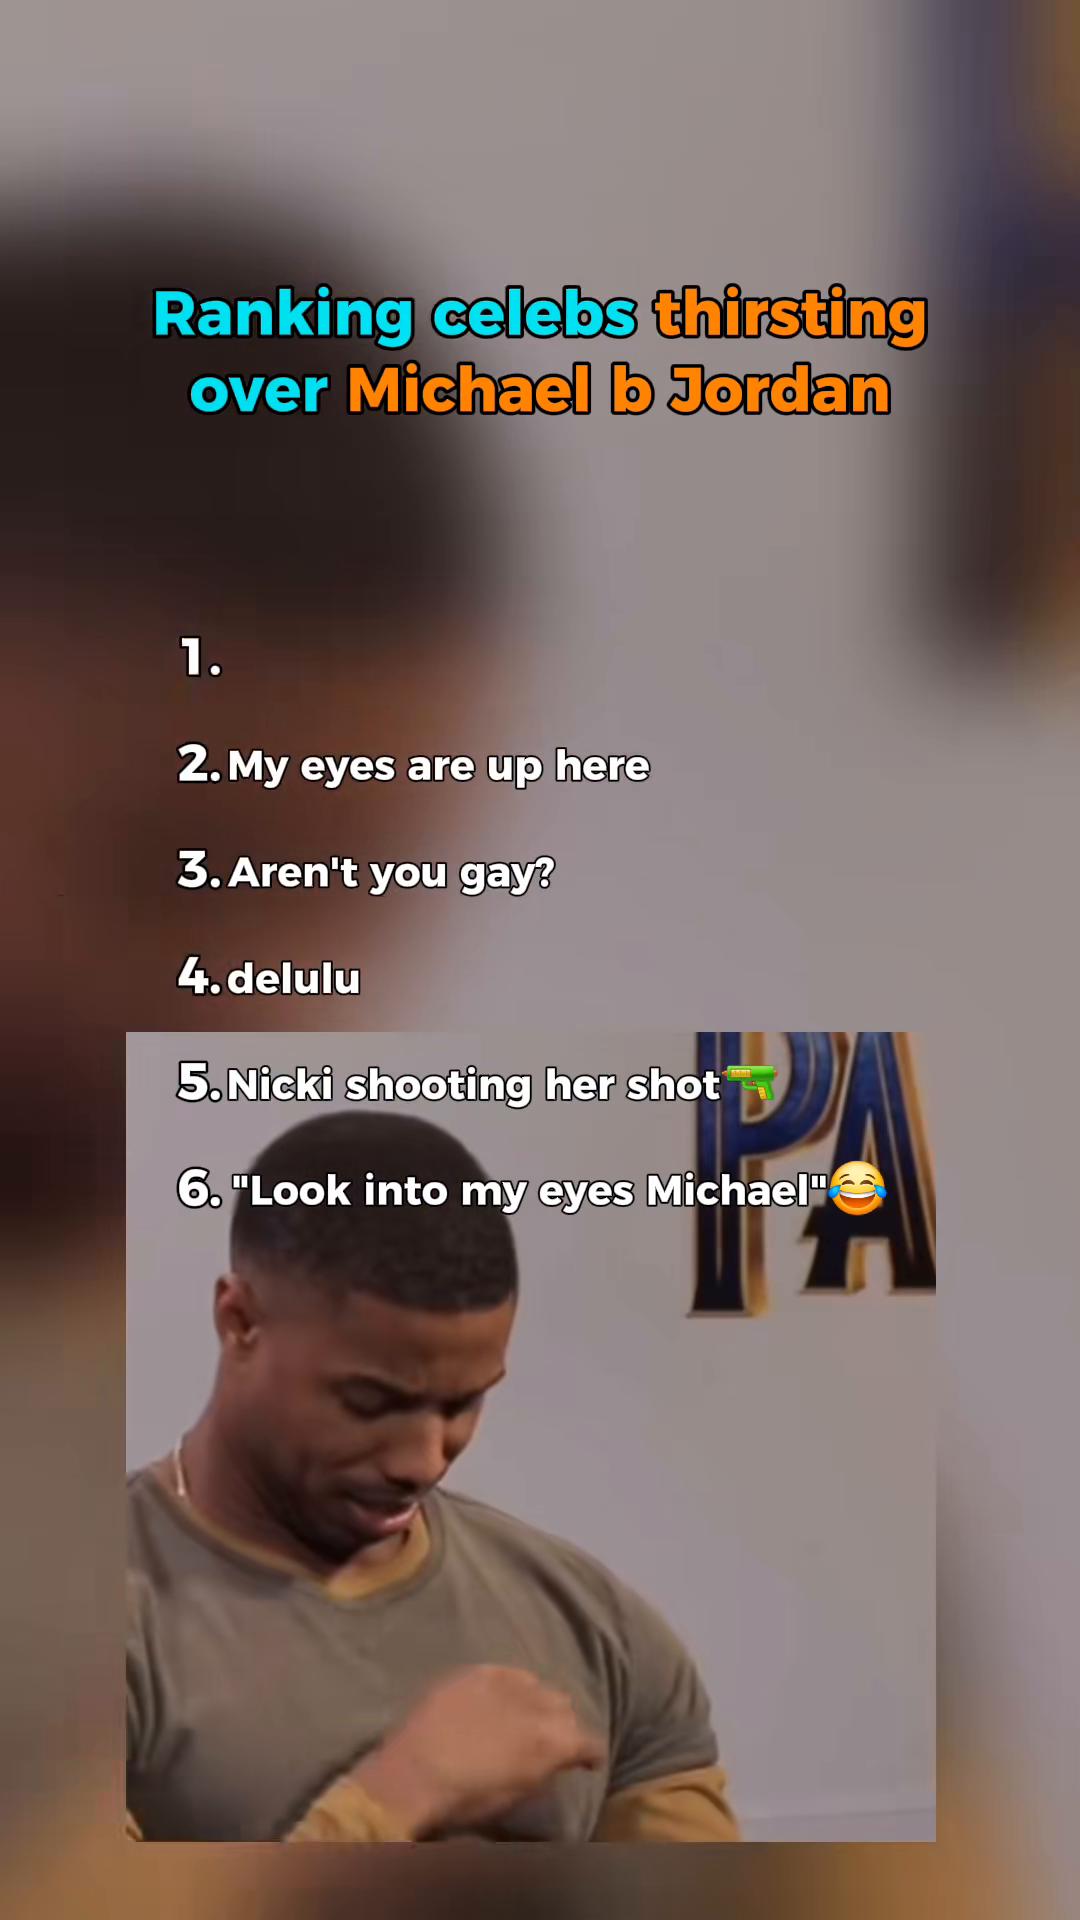 Ranking celebs thirsting
over Michael b Jordan
1.
2. My eyes are up here
3. Aren't you gay?
4. delulu
5. Nicki shooting her shot🔫
6. "Look into my eyes Michael"😂
PA